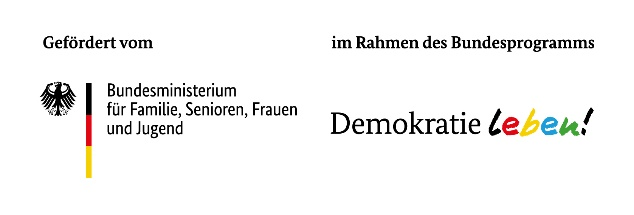 Gefördert vom
im Rahmen des Bundesprogramms
Bundesministerium
für Familie, Senioren, Frauen
und Jugend
Demokratie leben!